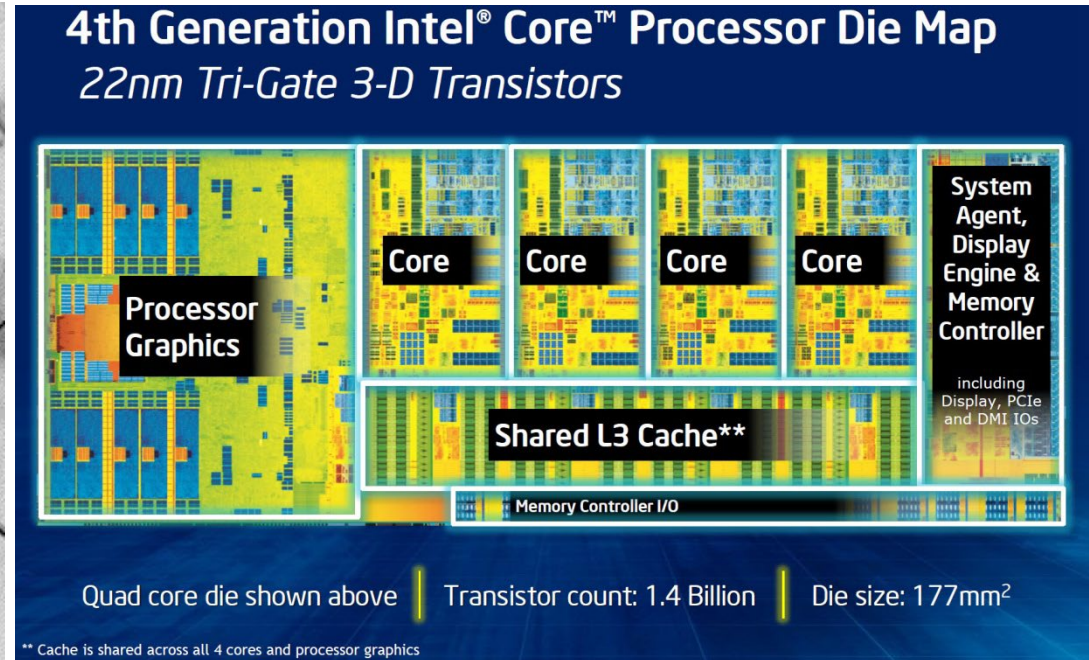 4th Generation Intel® Core™ Processor Die Map
22nm Tri-Gate 3-D Transistors
Processor
Graphics
Core
Core
Core
Core
System
Agent,
Display
Engine &
Memory
Controller
including
Display, PCIe
and DMI IOs
Shared L3 Cache**
Memory Controller I/O
Quad core die shown above
Transistor count: 1.4 Billion
Die size: 177mm²
** Cache is shared across all 4 cores and processor graphics